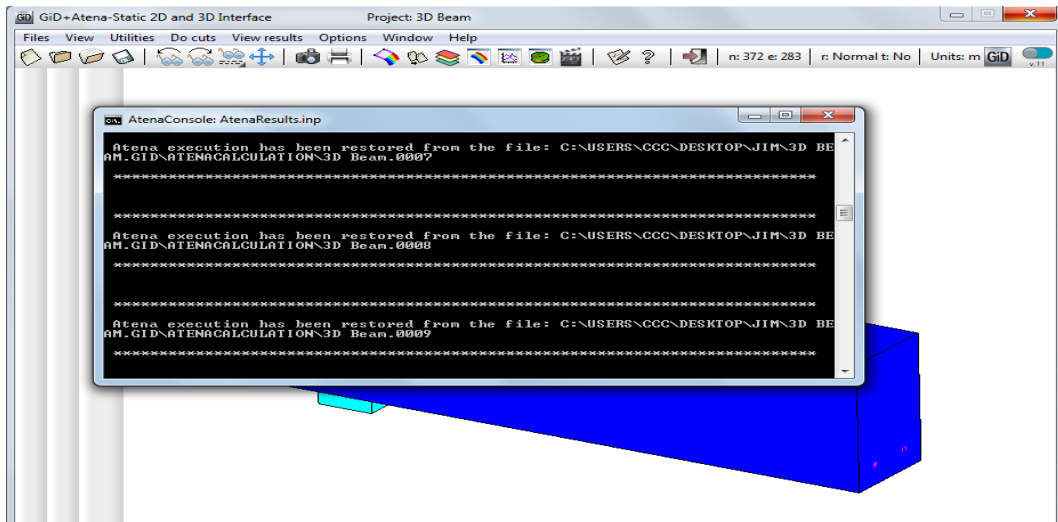 GiD+Atena-Static 2D and 3D Interface Project: 3D Beam
Files View Utilities Do cuts View results Options Window Help
n: 372 e: 283 r: Normal t: No Units: m GiD
v.11
AtenaConsole: AtenaResults.inp
Atena execution has been restored from the file: C:\USERS\CCC\DESKTOP\JIM\3D BE
AM.GID\ATENACALCULATION\3D Beam.0007
******************************************************************************
******************************************************************************
Atena execution has been restored from the file: C:\USERS\CCC\DESKTOP\JIM\3D BE
AM.GID\ATENACALCULATION\3D Beam.0008
******************************************************************************
******************************************************************************
Atena execution has been restored from the file: C:\USERS\CCC\DESKTOP\JIM\3D BE
AM.GID\ATENACALCULATION\3D Beam.0009
******************************************************************************